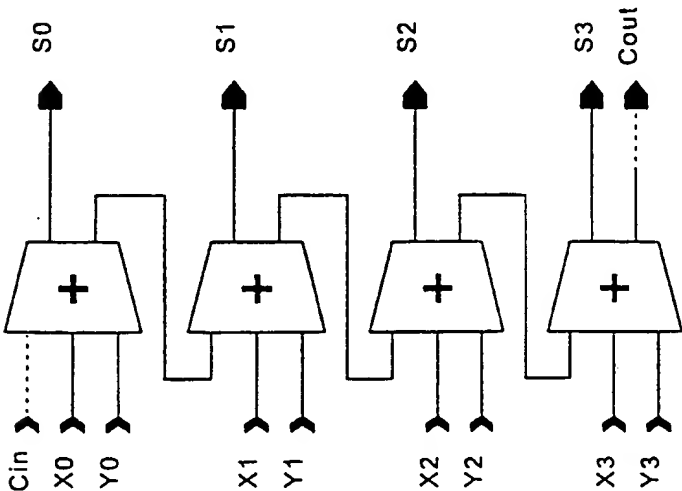 S0
S1
S2
S3
Cout
+
+
+
+
Cin
X0
Y0
X1
Y1
X2
Y2
X3
Y3